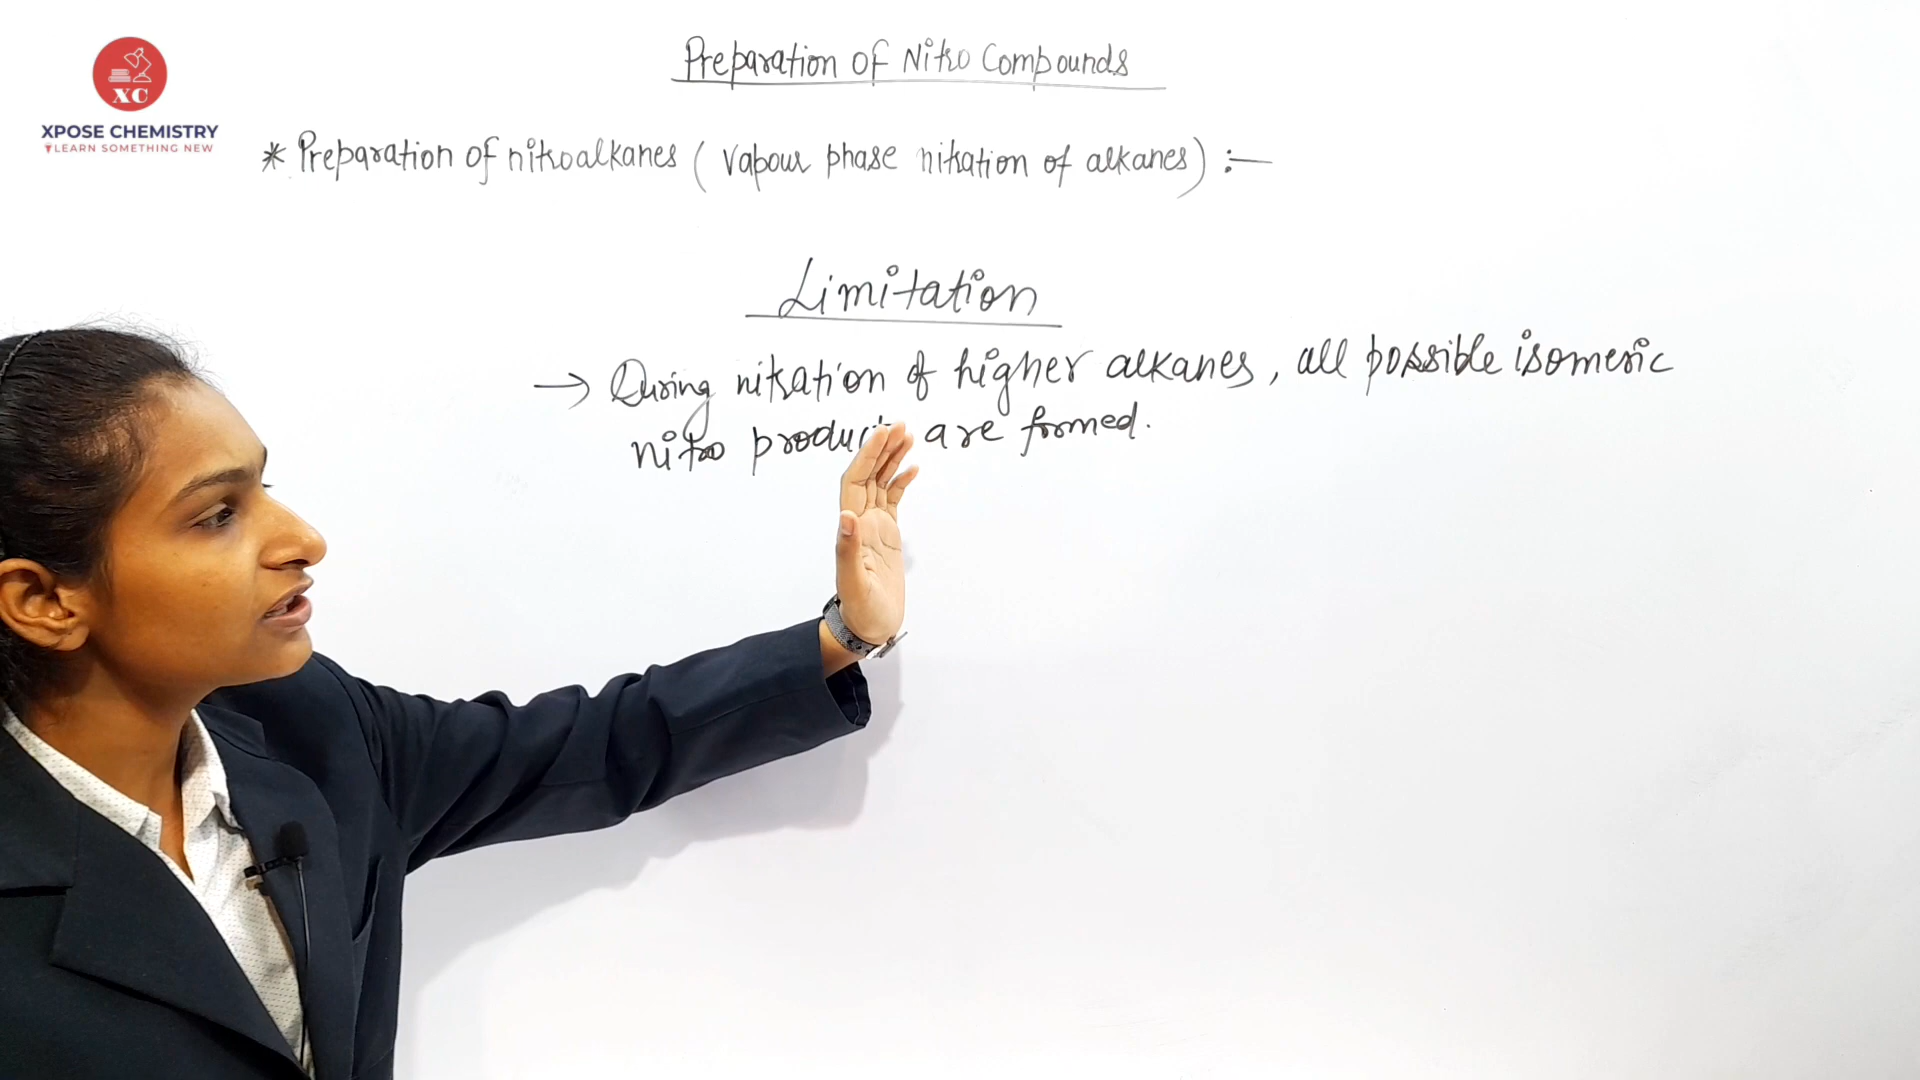 Preparation of Nitro Compounds
XC
XPOSE CHEMISTRY
LEARN SOMETHING NEW
* Preparation of nitroalkanes ( Vapour phase nitration of alkanes ) :-
Limitation
→ During nitration of higher alkanes, all possible isomeric
nitro products are formed.